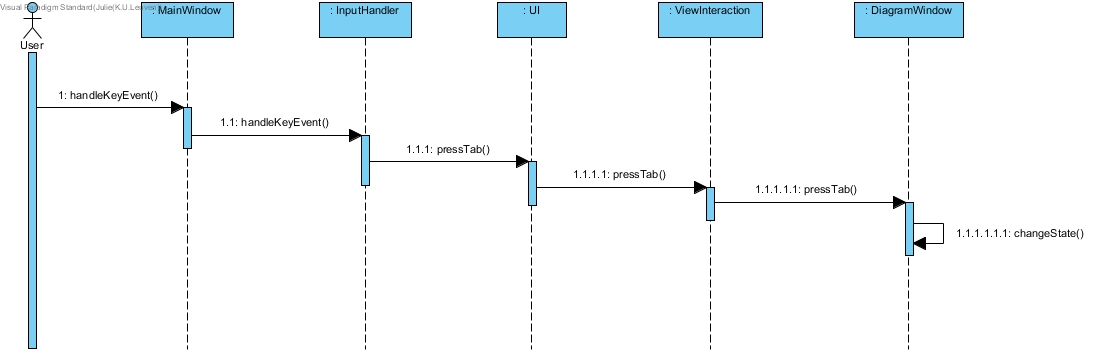 Visual Paradigm Standard(Julie(K.U.Leuven
: MainWindow
: InputHandler
: UI
: ViewInteraction
: DiagramWindow
User
1: handleKeyEvent()
1.1: handleKeyEvent()
1.1.1: pressTab()
1.1.1.1: pressTab()
1.1.1.1.1: pressTab()
1.1.1.1.1.1: changeState()